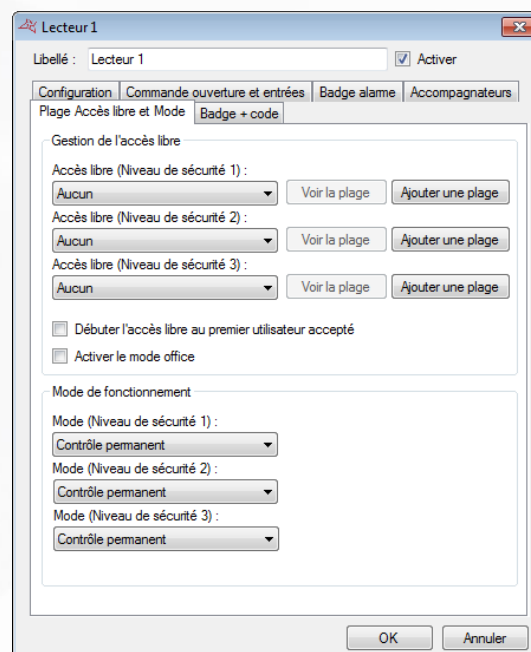 Lecteur 1
Libellé : Lecteur 1 Activer
Configuration Commande ouverture et entrées Badge alarme Accompagnateurs
Plage Accès libre et Mode Badge + code
Gestion de l'accès libre
Accès libre (Niveau de sécurité 1) :
Aucun Voir la plage Ajouter une plage
Accès libre (Niveau de sécurité 2) :
Aucun Voir la plage Ajouter une plage
Accès libre (Niveau de sécurité 3) :
Aucun Voir la plage Ajouter une plage
Débuter l'accès libre au premier utilisateur accepté
Activer le mode office
Mode de fonctionnement
Mode (Niveau de sécurité 1) :
Contrôle permanent
Mode (Niveau de sécurité 2) :
Contrôle permanent
Mode (Niveau de sécurité 3) :
Contrôle permanent
OK Annuler